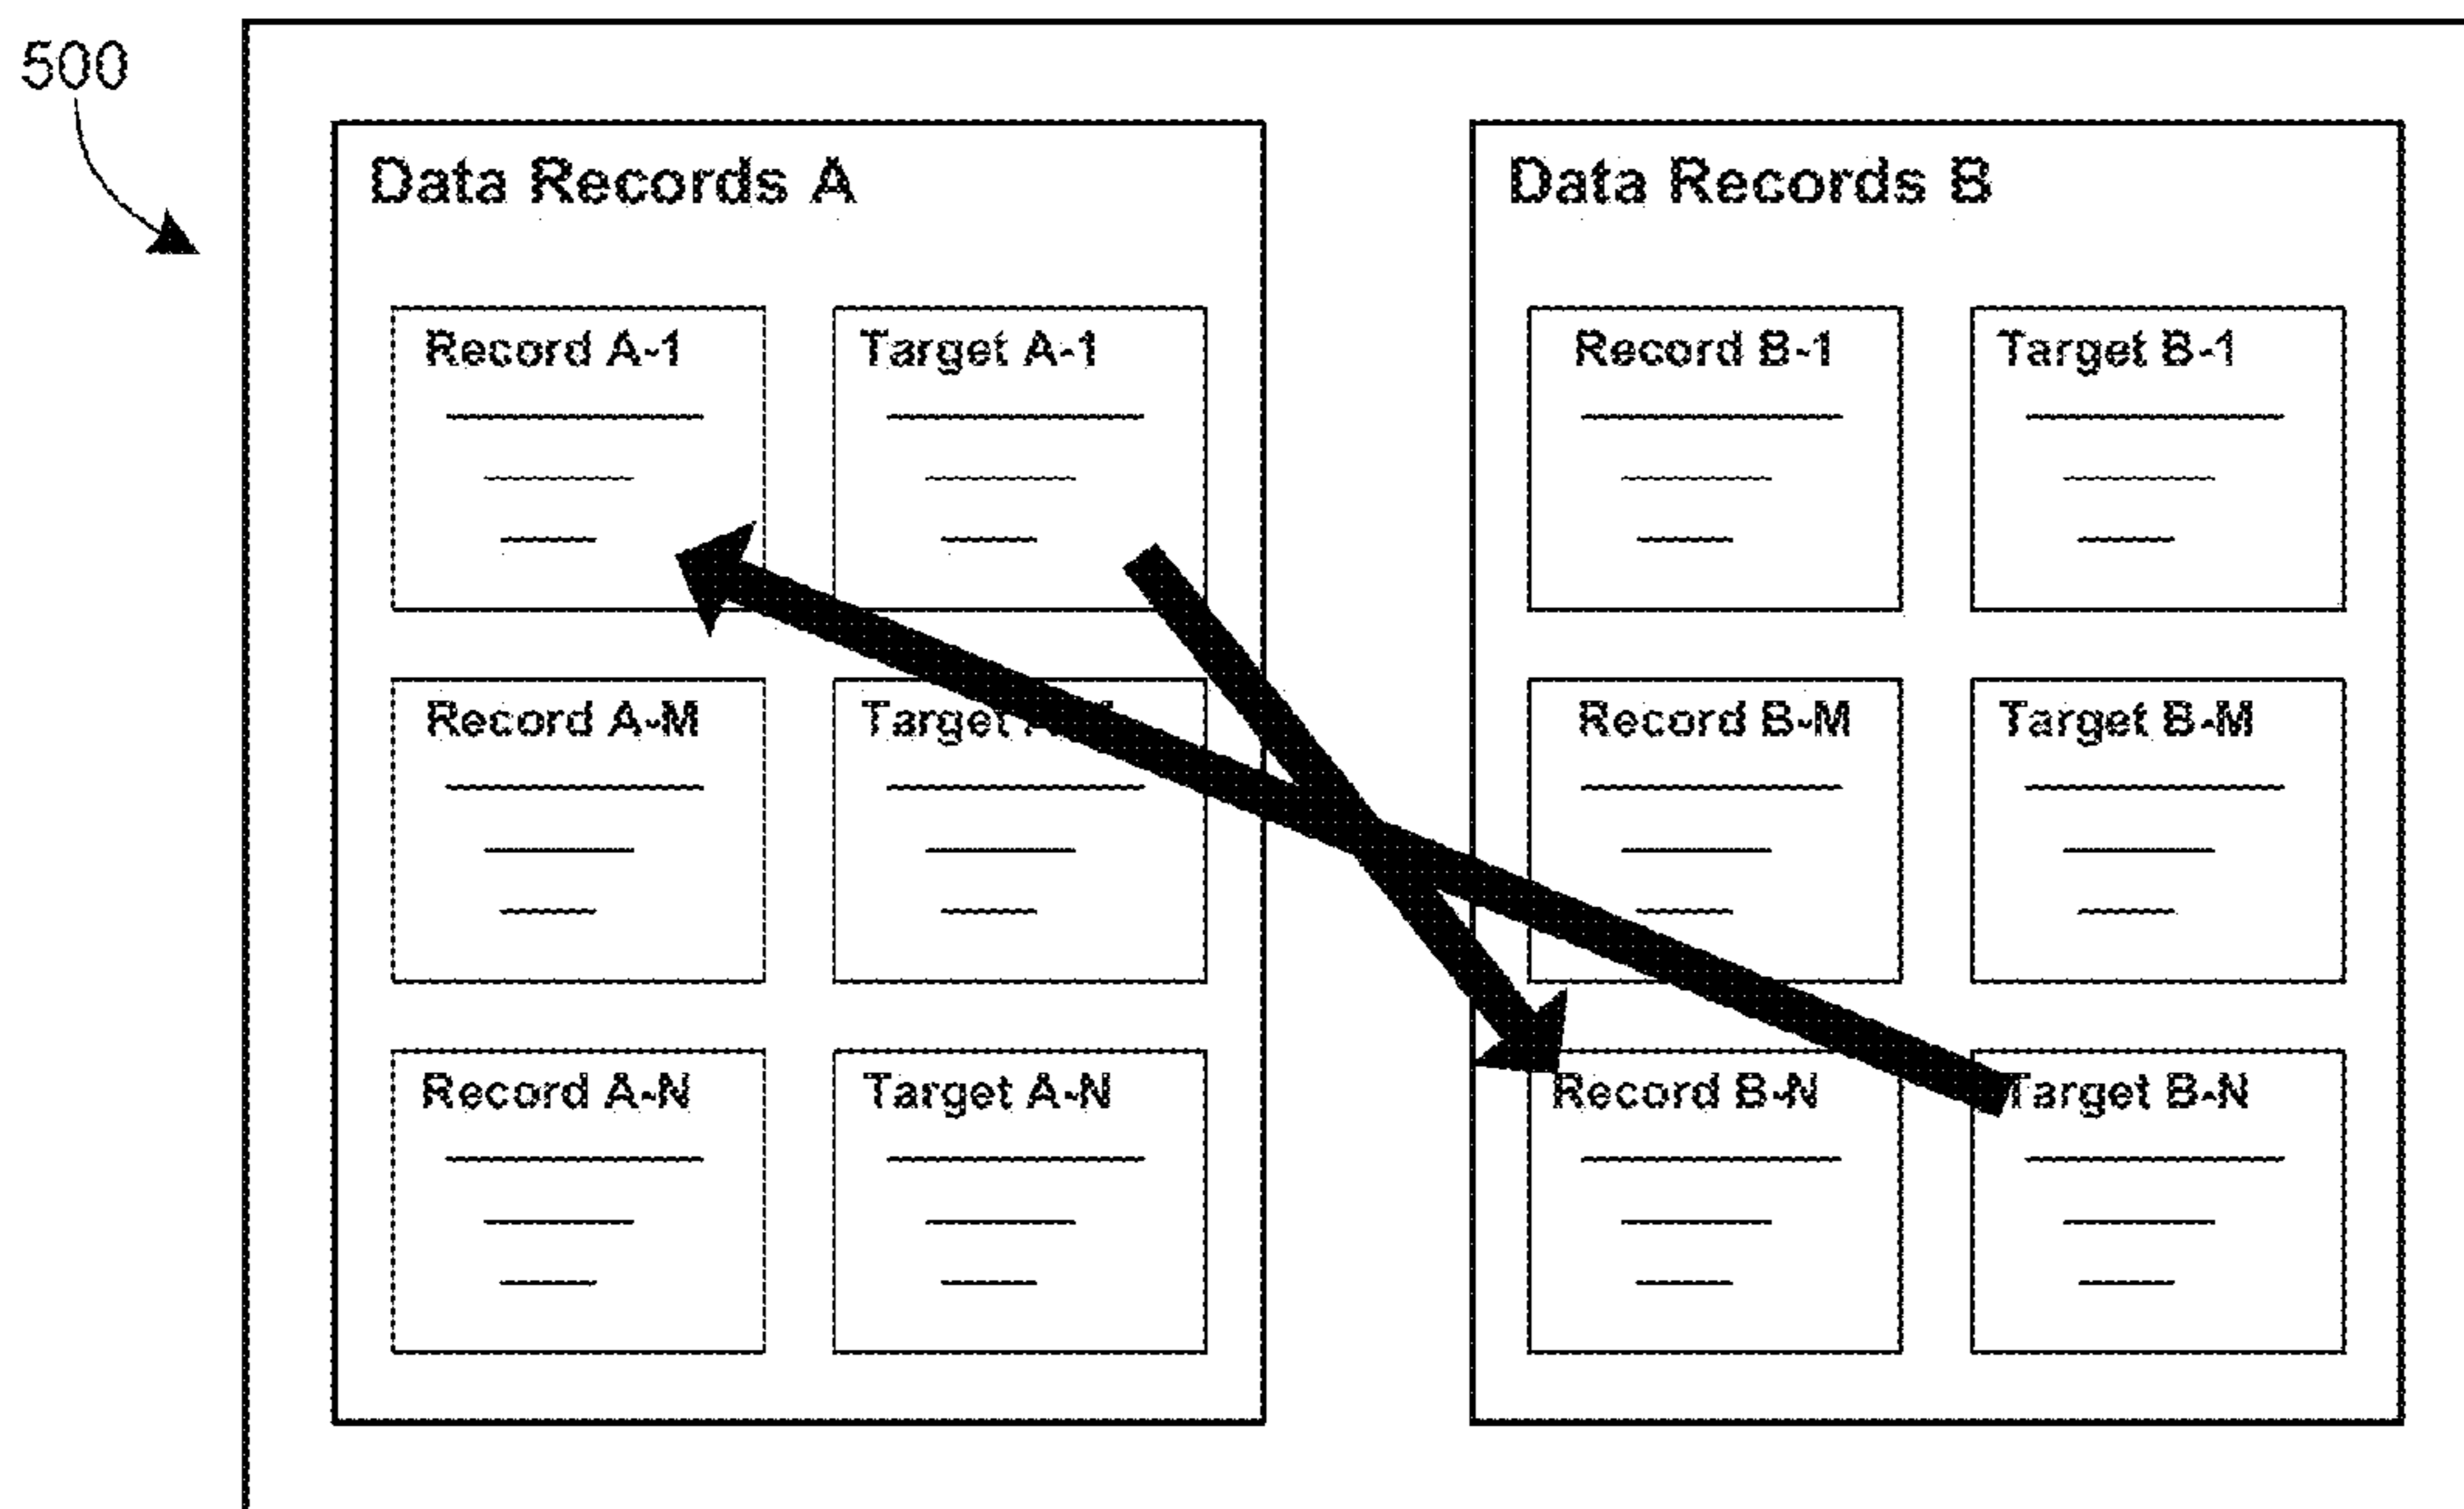 500
Data Records A
Data Records B
Record A-1
Target A-1
Record B-1
Target B-1
Record A-M
Target
Record B-M
Target B-M
Record A-N
Target A-N
Record B-N
Target B-N